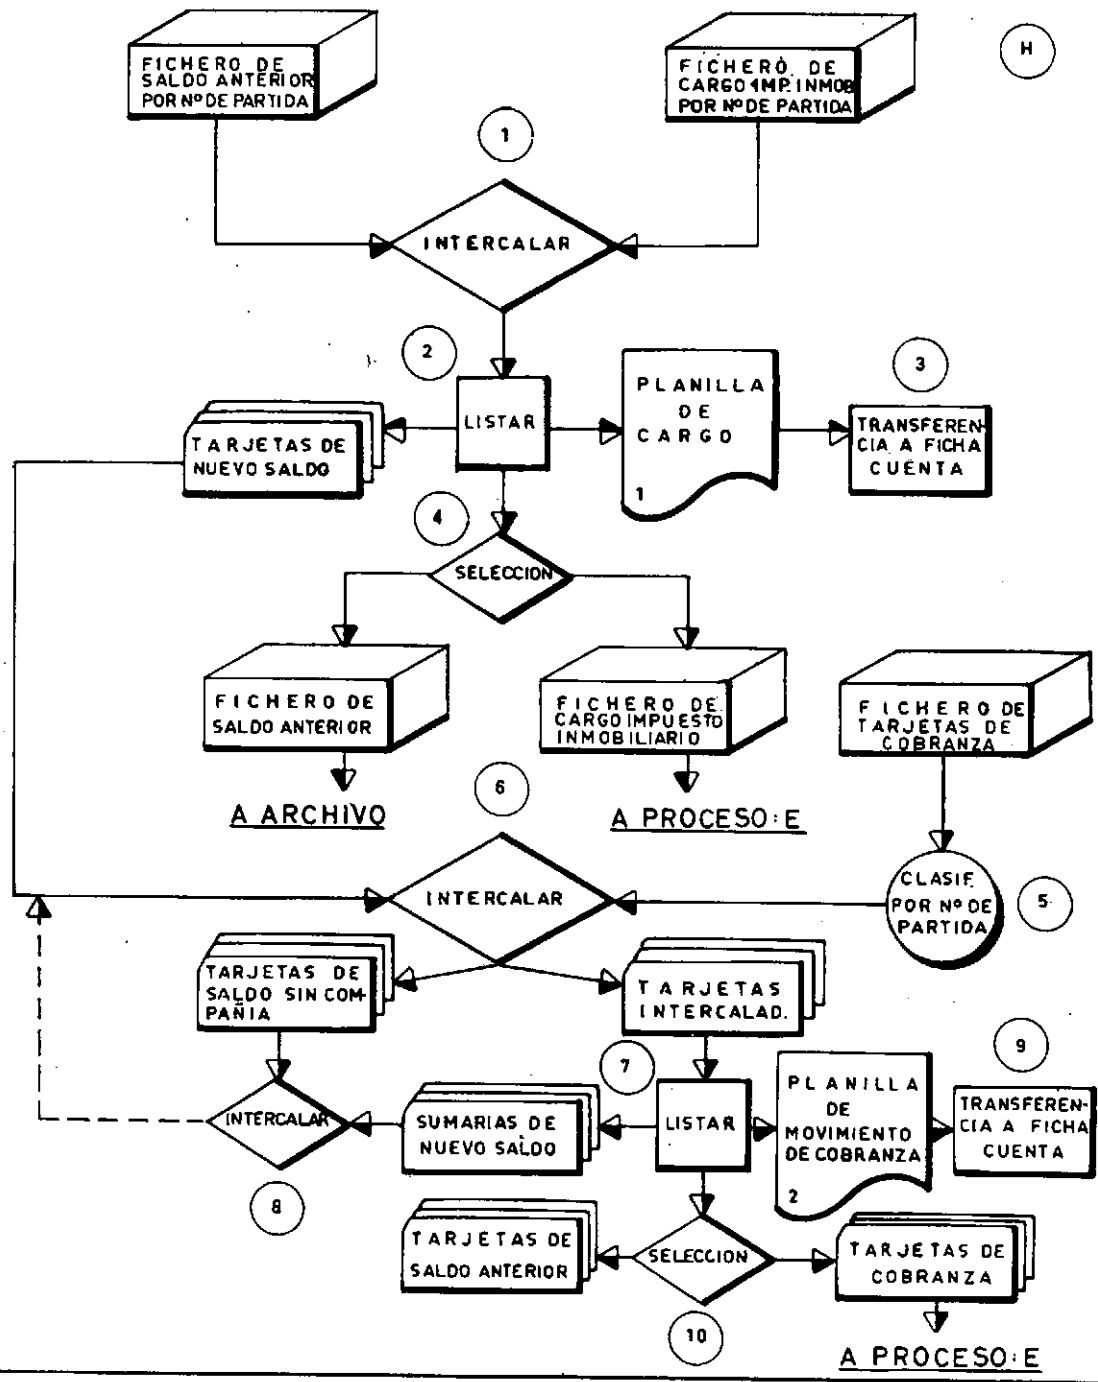 FICHERO DE
SALDO ANTERIOR
POR Nº DE PARTIDA
FICHERO DE
CARGO IMP. INMOB
POR Nº DE PARTIDA
H
1
INTERCALAR
2
LISTAR
PLANILLA
DE
CARGO
1
3
TRANSFEREN-
CIA A FICHA
CUENTA
TARJETAS DE
NUEVO SALDO
4
SELECCION
FICHERO DE
SALDO ANTERIOR
FICHERO DE
CARGO IMPUESTO
INMOBILIARIO
FICHERO DE
TARJETAS DE
COBRANZA
A ARCHIVO
6
A PROCESO: E
INTERCALAR
CLASIF.
POR Nº DE
PARTIDA
5
TARJETAS DE
SALDO SIN COM-
PAÑIA
TARJETAS
INTERCALAD.
7
9
INTERCALAR
SUMARIAS DE
NUEVO SALDO
LISTAR
PLANILLA
DE
MOVIMIENTO
DE COBRANZA
2
TRANSFEREN-
CIA A FICHA
CUENTA
8
TARJETAS DE
SALDO ANTERIOR
SELECCION
TARJETAS DE
COBRANZA
10
A PROCESO: E